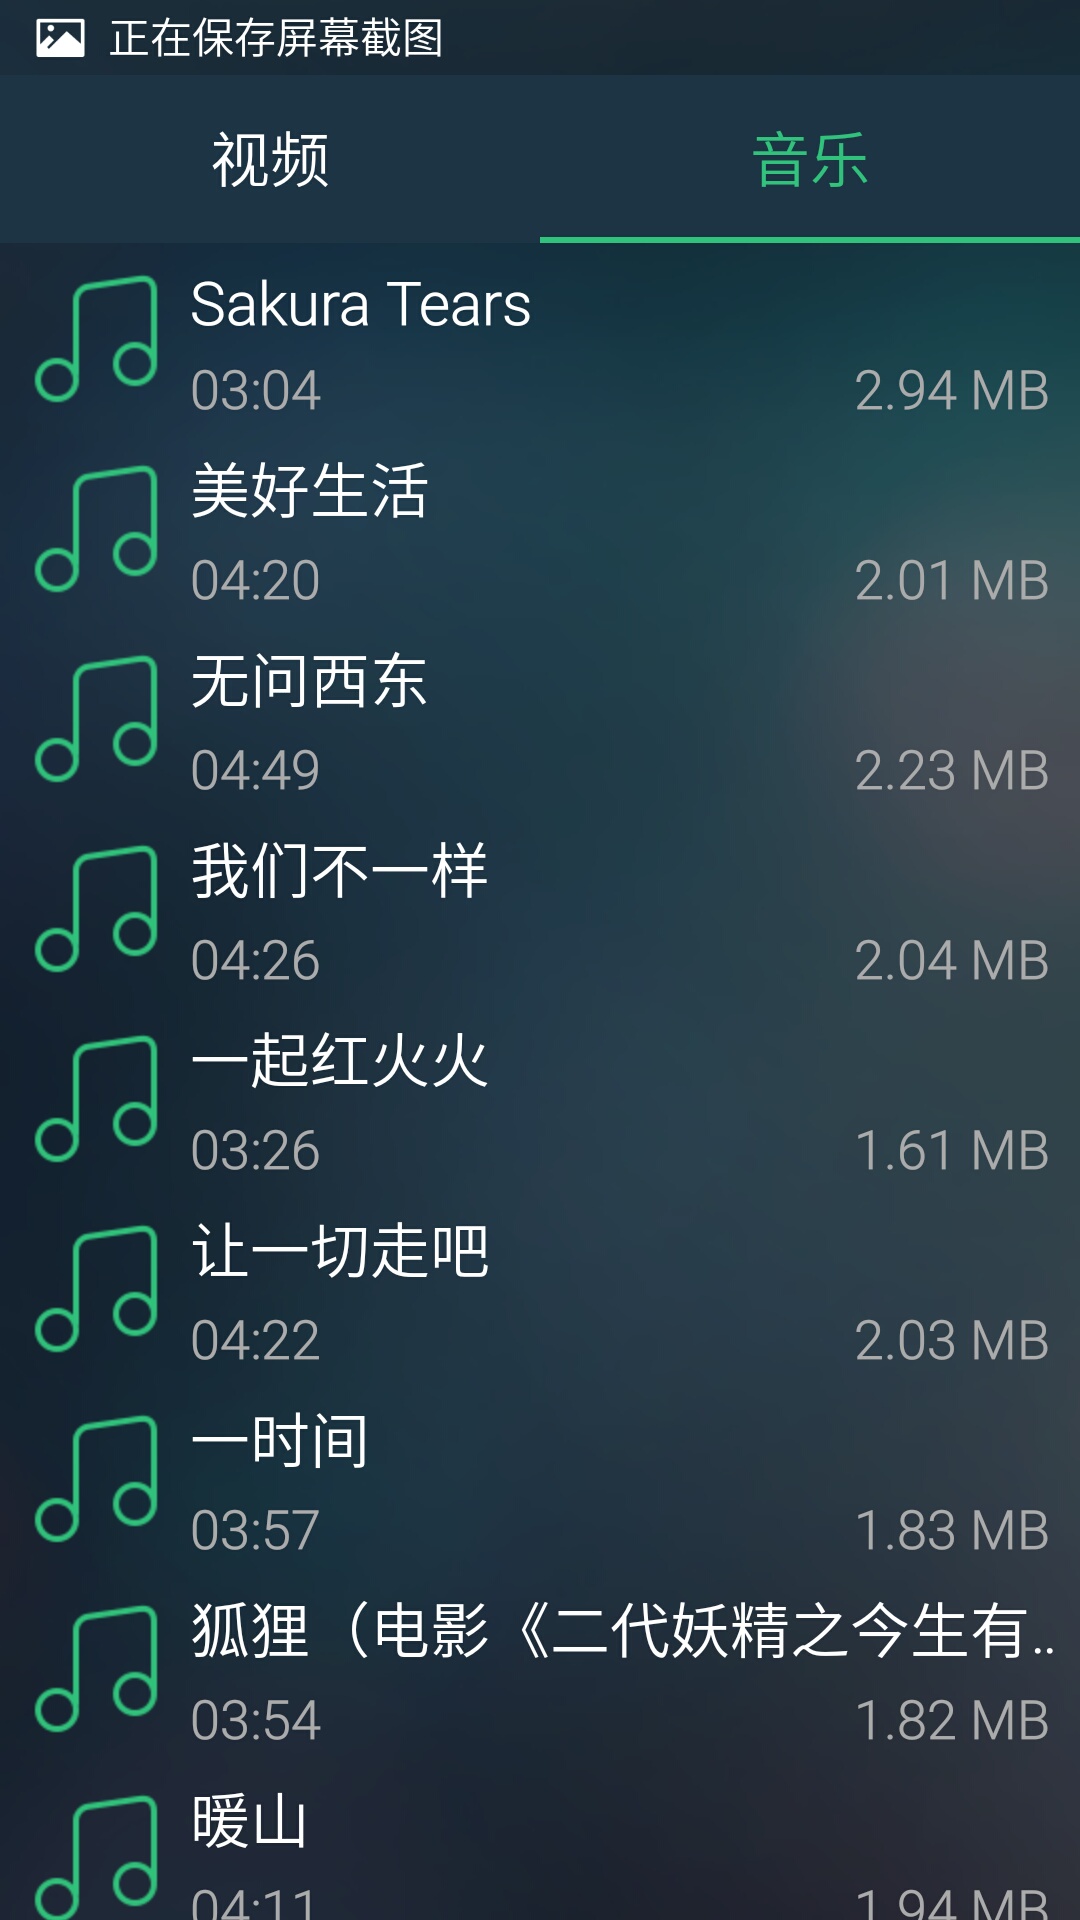 正在保存屏幕截图
视频 音乐
Sakura Tears
03:04 2.94 MB
美好生活
04:20 2.01 MB
无问西东
04:49 2.23 MB
我们不一样
04:26 2.04 MB
一起红火火
03:26 1.61 MB
让一切走吧
04:22 2.03 MB
一时间
03:57 1.83 MB
狐狸（电影《二代妖精之今生有..
03:54 1.82 MB
暖山
04:11 1.94 MB